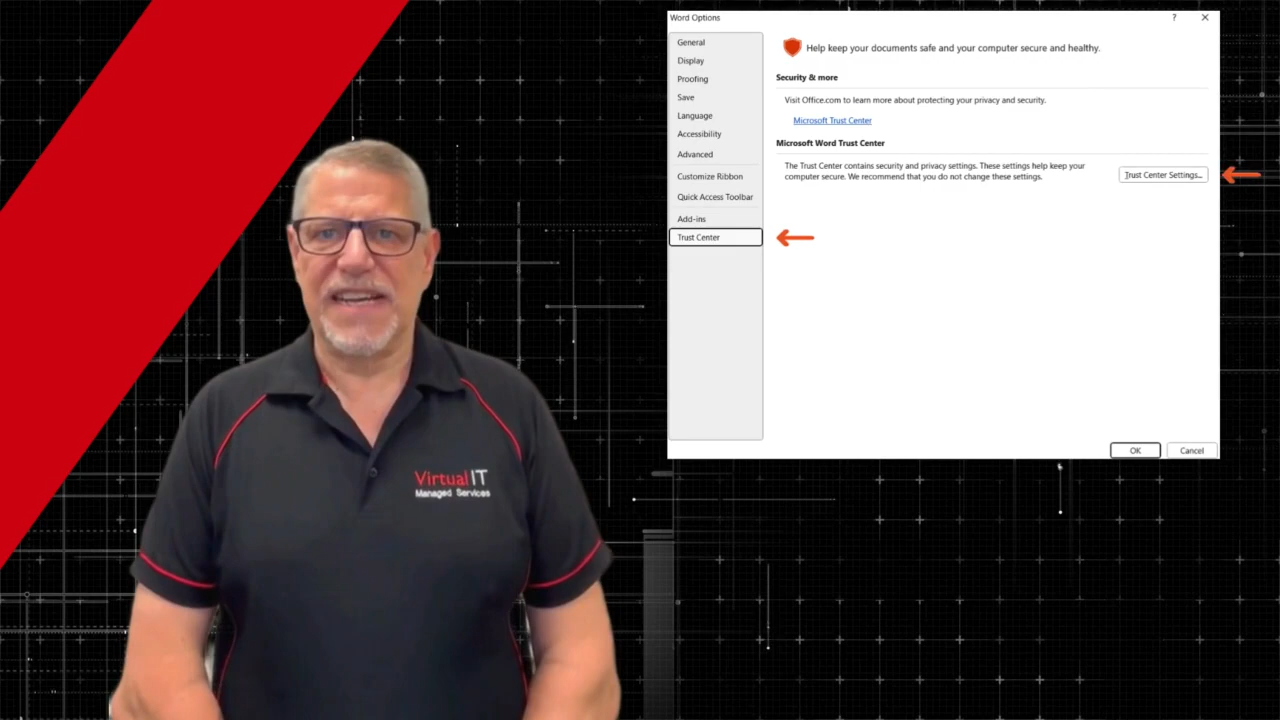 Word Options
?
General
Display
Proofing
Save
Language
Accessibility
Advanced
Customize Ribbon
Quick Access Toolbar
Add-ins
Trust Center
Help keep your documents safe and your computer secure and healthy.
Security & more
Visit Office.com to learn more about protecting your privacy and security.
Microsoft Trust Center
Microsoft Word Trust Center
The Trust Center contains security and privacy settings. These settings help keep your
computer secure. We recommend that you do not change these settings.
Trust Center Settings...
OK
Cancel
Virtual IT
Managed Services